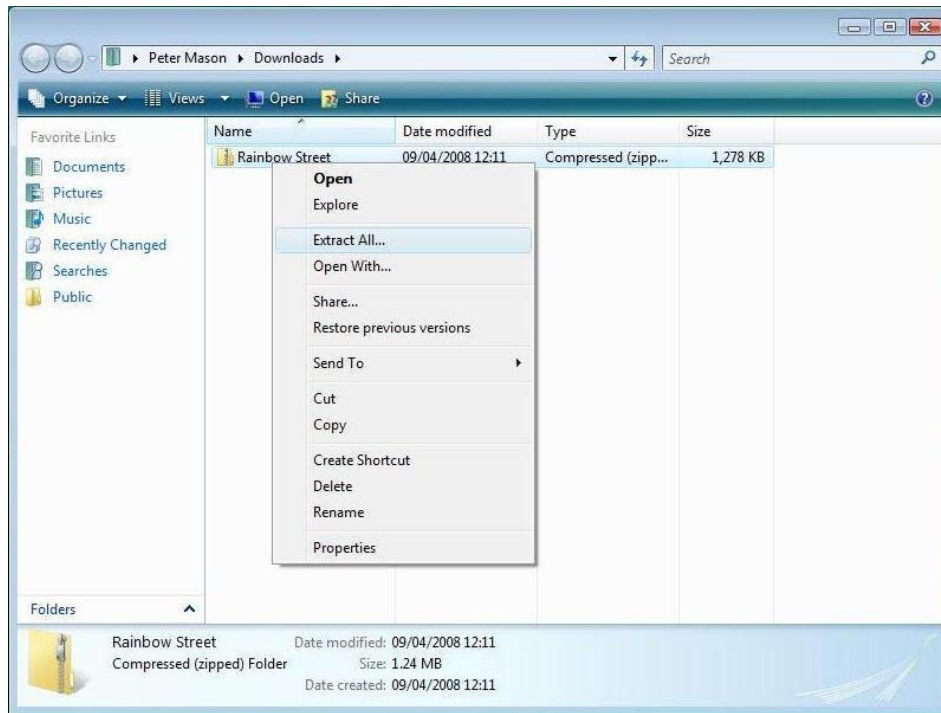 Peter Mason Downloads
Search
Organize Views Open Share
Favorite Links
Documents
Pictures
Music
Recently Changed
Searches
Public
Folders
Name Date modified Type Size
Rainbow Street 09/04/2008 12:11 Compressed (zipp... 1,278 KB
Open
Explore
Extract All...
Open With...
Share...
Restore previous versions
Send To
Cut
Copy
Create Shortcut
Delete
Rename
Properties
Rainbow Street Date modified: 09/04/2008 12:11
Compressed (zipped) Folder Size: 1.24 MB
Date created: 09/04/2008 12:11